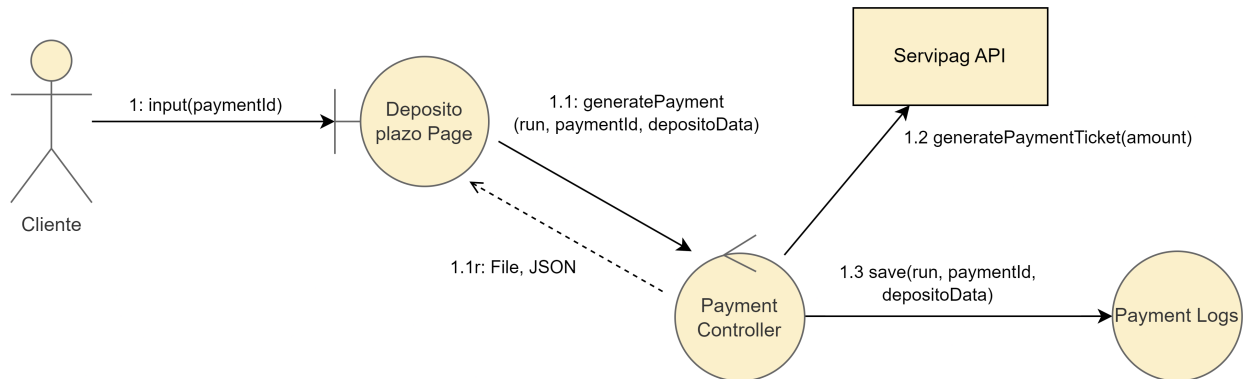 Servipag API
1: input(paymentId)
Deposito
plazo Page
1.1: generatePayment
(run, paymentId, depositoData)
1.2 generatePaymentTicket(amount)
Cliente
1.1r: File, JSON
1.3 save(run, paymentId,
depositoData)
Payment
Controller
Payment Logs